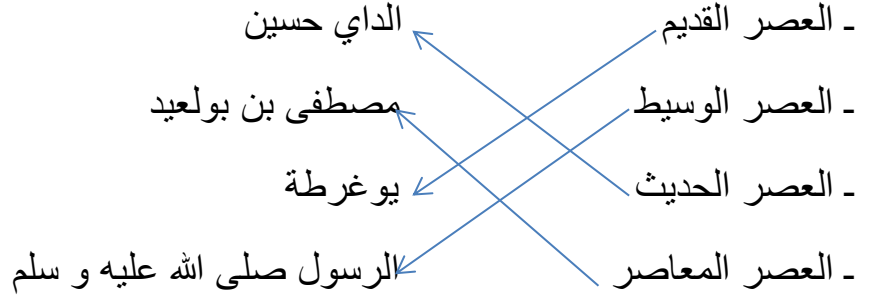 ـ العصر القديم الداي حسين
ـ العصر الوسيط مصطفى بن بولعيد
ـ العصر الحديث يوغرطة
ـ العصر المعاصر الرسول صلى الله عليه و سلم